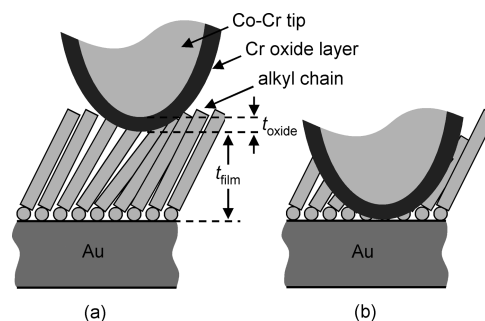 Co-Cr tip
Cr oxide layer
alkyl chain
toxide
tfilm
Au
(a)
Au
(b)